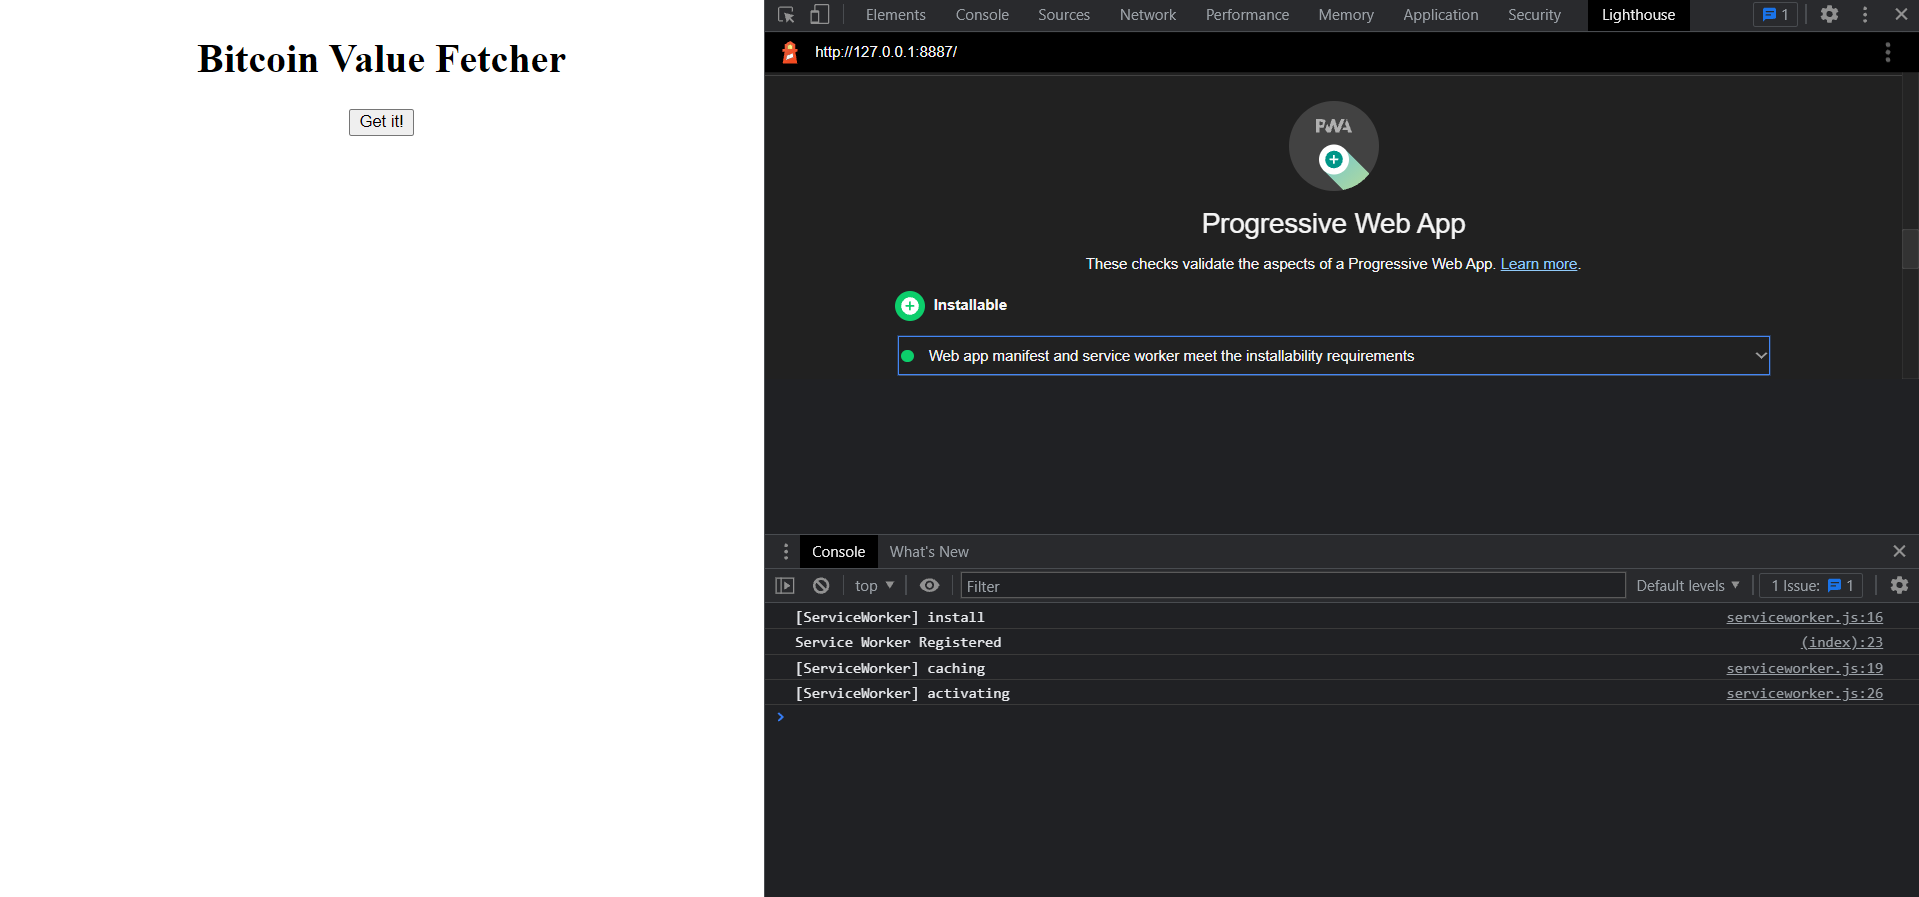 Bitcoin Value Fetcher
Get it!
Elements Console Sources Network Performance Memory Application Security Lighthouse 1
http://127.0.0.1:8887/
PWA
Progressive Web App
These checks validate the aspects of a Progressive Web App. Learn more.
Installable
Web app manifest and service worker meet the installability requirements
Console What's New
top Filter Default levels 1 Issue: 1
[ServiceWorker] install serviceworker.js:16
Service Worker Registered (index):23
[ServiceWorker] caching serviceworker.js:19
[ServiceWorker] activating serviceworker.js:26